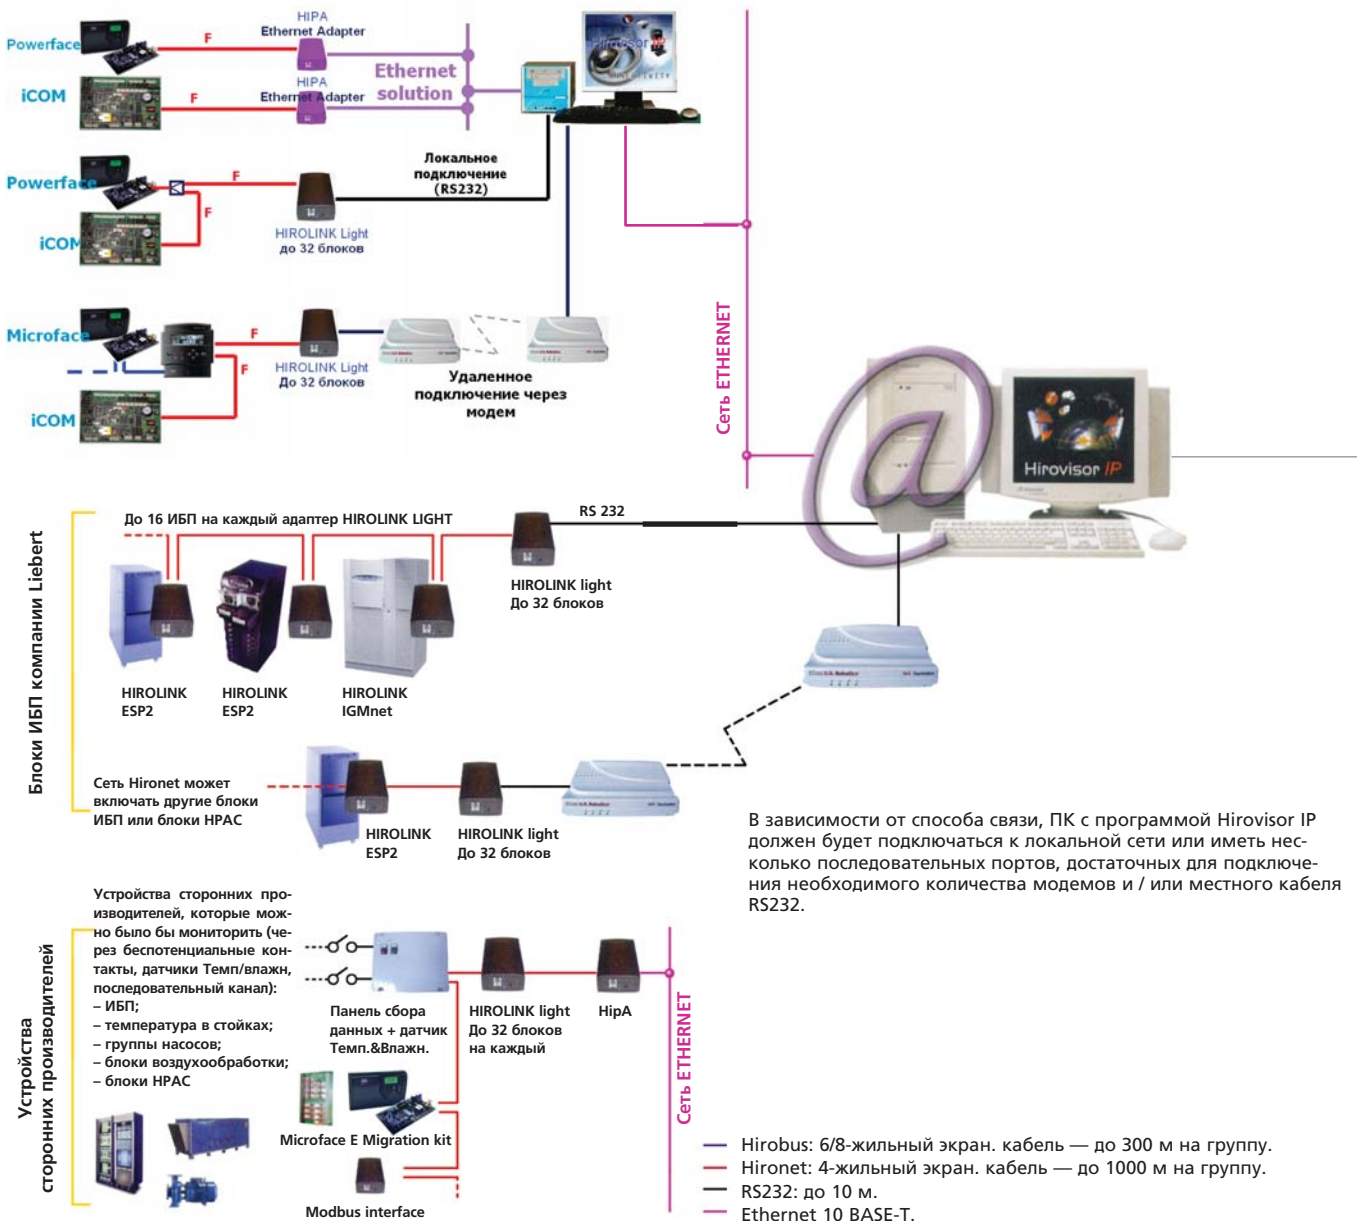 HIPA
Ethernet Adapter
Powerface
F
Hirovisor IP
Ethernet
solution
HIPA
Ethernet Adapter
iCOM
F
Локальное
подключение
(RS232)
Powerface
F
F
iCOM
HIROLINK Light
до 32 блоков
Microface
F
F
HIROLINK Light
До 32 блоков
Удаленное
подключение через
модем
iCOM
Сеть ETHERNET
Hirovisor IP
Блоки ИБП компании Liebert
До 16 ИБП на каждый адаптер HIROLINK LIGHT
RS 232
HIROLINK light
До 32 блоков
HIROLINK
ESP2
HIROLINK
ESP2
HIROLINK
IGMnet
Сеть Hironet может
включать другие блоки
ИБП или блоки HPAC
HIROLINK
ESP2
HIROLINK light
До 32 блоков
В зависимости от способа связи, ПК с программой Hirovisor IP
должен будет подключаться к локальной сети или иметь нес-
колько последовательных портов, достаточных для подключе-
ния необходимого количества модемов и / или местного кабеля
RS232.
Устройства
сторонних производителей
Устройства сторонних про-
изводителей, которые мож-
но было бы мониторить (че-
рез беспотенциальные кон-
такты, датчики Темп/влажн,
последовательный канал):
– ИБП;
– температура в стойках;
– группы насосов;
– блоки воздухообработки;
– блоки HPAC
Панель сбора
данных + датчик
Темп.&Влажн.
HIROLINK light
До 32 блоков
на каждый
HipA
Сеть ETHERNET
Microface E Migration kit
Modbus interface
Hirobus: 6/8-жильный экран. кабель — до 300 м на группу.
Hironet: 4-жильный экран. кабель — до 1000 м на группу.
RS232: до 10 м.
Ethernet 10 BASE-T.